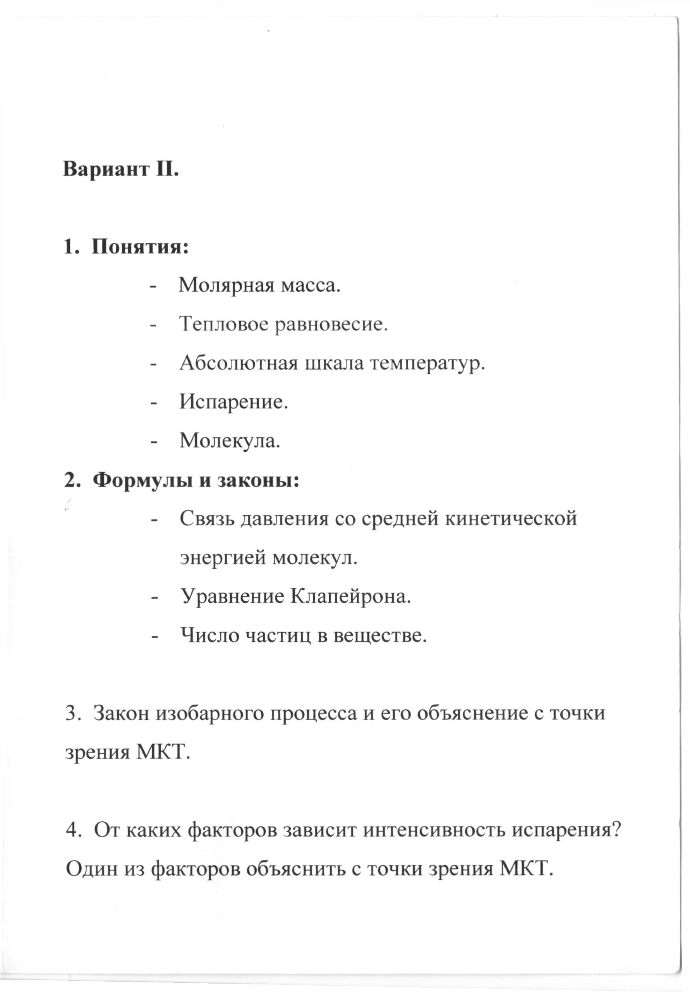 Вариант II.
1. Понятия:
- Молярная масса.
- Тепловое равновесие.
- Абсолютная шкала температур.
- Испарение.
- Молекула.
2. Формулы и законы:
- Связь давления со средней кинетической
энергией молекул.
- Уравнение Клапейрона.
- Число частиц в веществе.
3. Закон изобарного процесса и его объяснение с точки
зрения МКТ.
4. От каких факторов зависит интенсивность испарения?
Один из факторов объяснить с точки зрения МКТ.